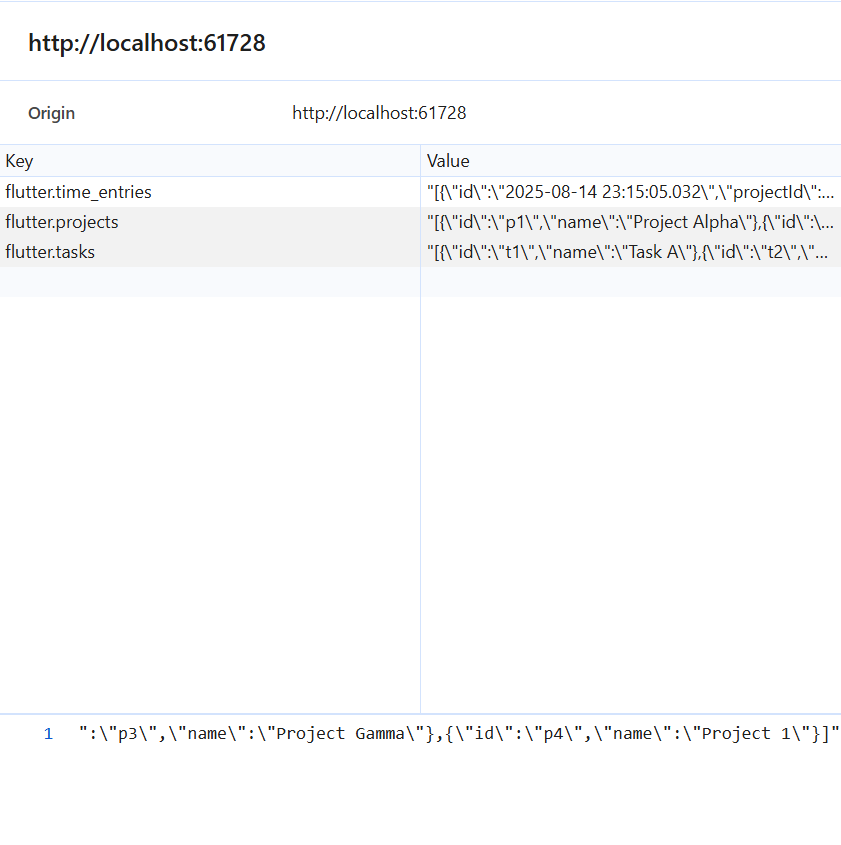 http://localhost:61728
Origin http://localhost:61728
Key Value
flutter.time_entries "[{\"id\":\"2025-08-14 23:15:05.032\",\"projectId\":...
flutter.projects "[{\"id\":\"p1\",\"name\":\"Project Alpha\"},{\"id\":\...
flutter.tasks "[{\"id\":\"t1\",\"name\":\"Task A\"},{\"id\":\"t2\",\"...
1 ":\"p3\",\"name\":\"Project Gamma\"},{\"id\":\"p4\",\"name\":\"Project 1\"}]"